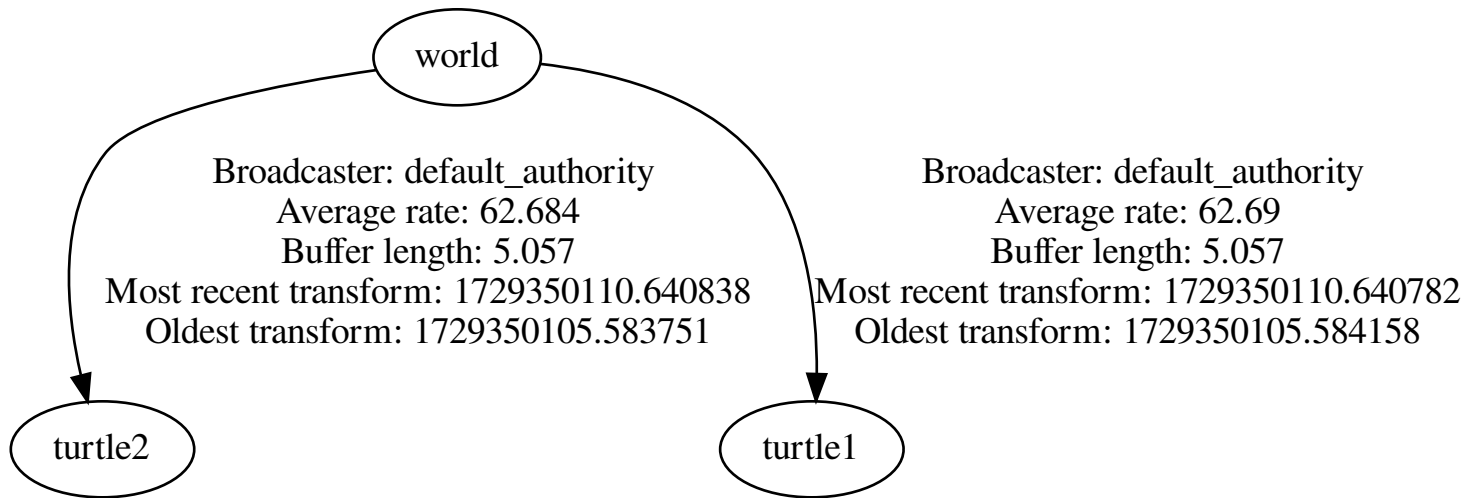 world
Broadcaster: default_authority
Average rate: 62.684
Buffer length: 5.057
Most recent transform: 1729350110.640838
Oldest transform: 1729350105.583751
Broadcaster: default_authority
Average rate: 62.69
Buffer length: 5.057
Most recent transform: 1729350110.640782
Oldest transform: 1729350105.584158
turtle2
turtle1